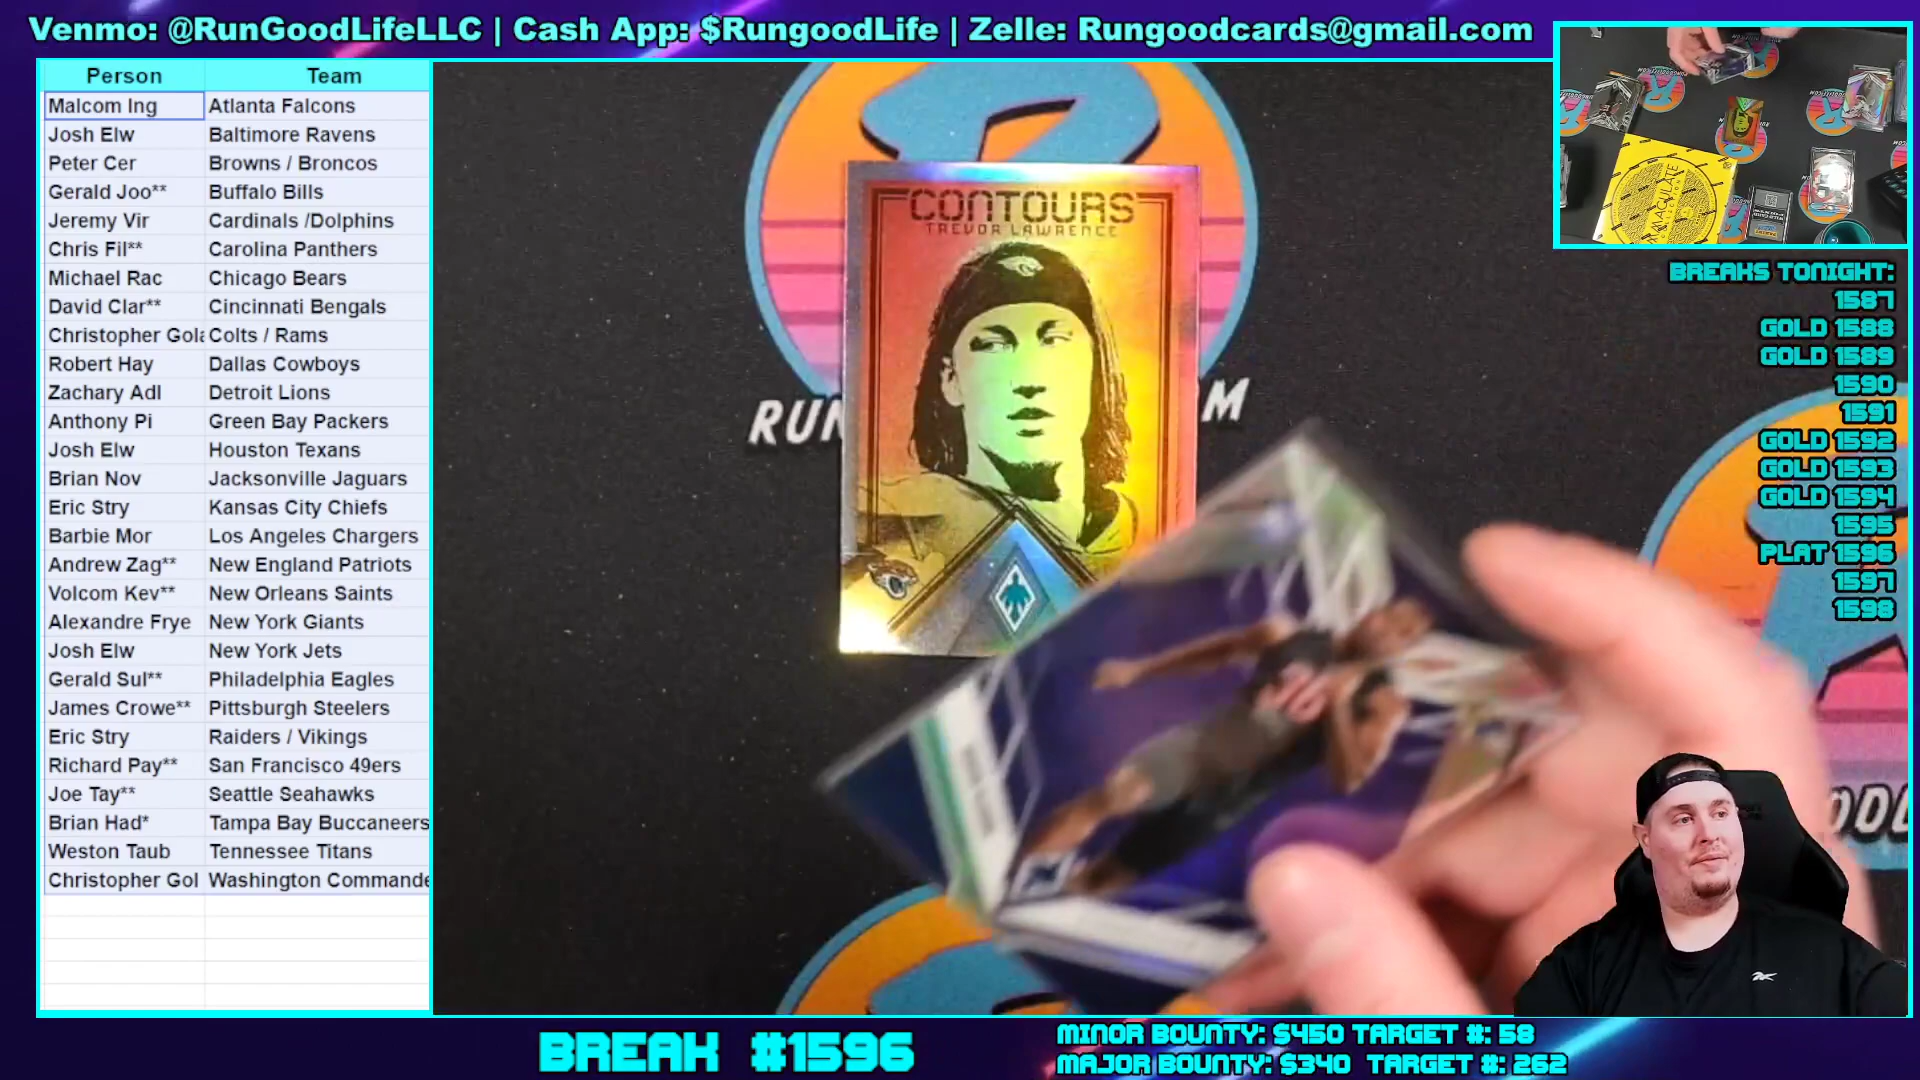 Venmo: @RunGoodLifeLLC | Cash App: $RungoodLife | Zelle: Rungoodcards@gmail.com
Person Team
Malcom Ing Atlanta Falcons
Josh Elw Baltimore Ravens
Peter Cer Browns / Broncos
Gerald Joo** Buffalo Bills
Jeremy Vir Cardinals /Dolphins
Chris Fil** Carolina Panthers
Michael Rac Chicago Bears
David Clar** Cincinnati Bengals
Christopher Gola Colts / Rams
Robert Hay Dallas Cowboys
Zachary Adl Detroit Lions
Anthony Pi Green Bay Packers
Josh Elw Houston Texans
Brian Nov Jacksonville Jaguars
Eric Stry Kansas City Chiefs
Barbie Mor Los Angeles Chargers
Andrew Zag** New England Patriots
Volcom Kev** New Orleans Saints
Alexandre Frye New York Giants
Josh Elw New York Jets
Gerald Sul** Philadelphia Eagles
James Crowe** Pittsburgh Steelers
Eric Stry Raiders / Vikings
Richard Pay** San Francisco 49ers
Joe Tay** Seattle Seahawks
Brian Had* Tampa Bay Buccaneers
Weston Taub Tennessee Titans
Christopher Gol Washington Commande
CONTOURS
TREVOR LAWRENCE
RUN
M
BREAKS TONIGHT:
1587
GOLD 1588
GOLD 1589
1590
1591
GOLD 1592
GOLD 1593
GOLD 1594
1595
PLAT 1596
1597
1598
BREAK #1596
MINOR BOUNTY: $450 TARGET #: 58
MAJOR BOUNTY: $340 TARGET #: 262